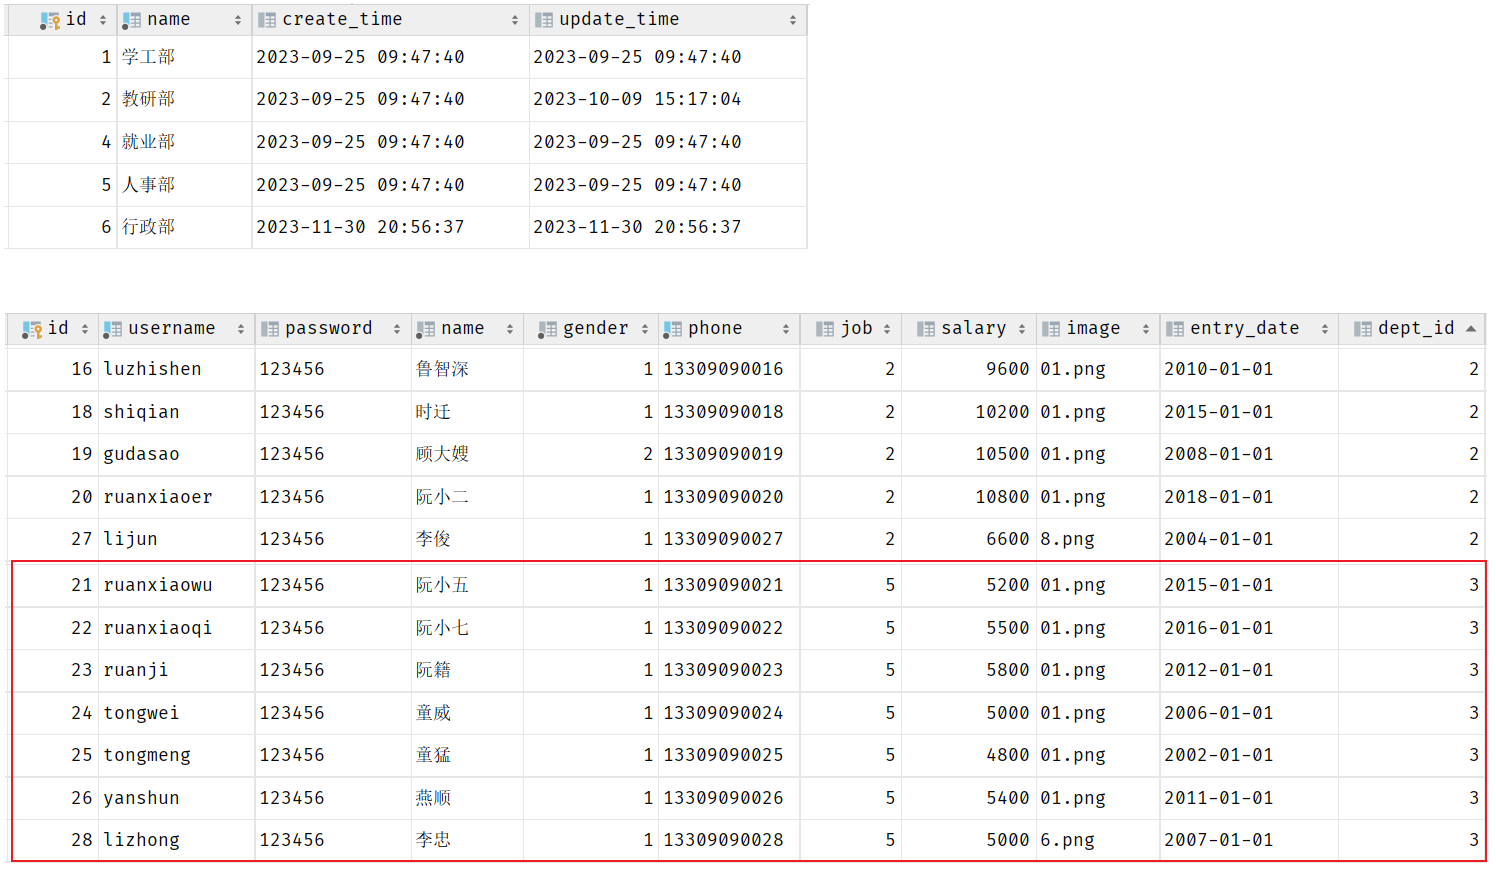 id name create_time update_time
1 学工部 2023-09-25 09:47:40 2023-09-25 09:47:40
2 教研部 2023-09-25 09:47:40 2023-10-09 15:17:04
4 就业部 2023-09-25 09:47:40 2023-09-25 09:47:40
5 人事部 2023-09-25 09:47:40 2023-09-25 09:47:40
6 行政部 2023-11-30 20:56:37 2023-11-30 20:56:37
id username password name gender phone job salary image entry_date dept_id
16 luzhishen 123456 鲁智深 1 13309090016 2 9600 01.png 2010-01-01 2
18 shiqian 123456 时迁 1 13309090018 2 10200 01.png 2015-01-01 2
19 gudasao 123456 顾大嫂 2 13309090019 2 10500 01.png 2008-01-01 2
20 ruanxiaoer 123456 阮小二 1 13309090020 2 10800 01.png 2018-01-01 2
27 lijun 123456 李俊 1 13309090027 2 6600 8.png 2004-01-01 2
21 ruanxiaowu 123456 阮小五 1 13309090021 5 5200 01.png 2015-01-01 3
22 ruanxiaoqi 123456 阮小七 1 13309090022 5 5500 01.png 2016-01-01 3
23 ruanji 123456 阮籍 1 13309090023 5 5800 01.png 2012-01-01 3
24 tongwei 123456 童威 1 13309090024 5 5000 01.png 2006-01-01 3
25 tongmeng 123456 童猛 1 13309090025 5 4800 01.png 2002-01-01 3
26 yanshun 123456 燕顺 1 13309090026 5 5400 01.png 2011-01-01 3
28 lizhong 123456 李忠 1 13309090028 5 5000 6.png 2007-01-01 3